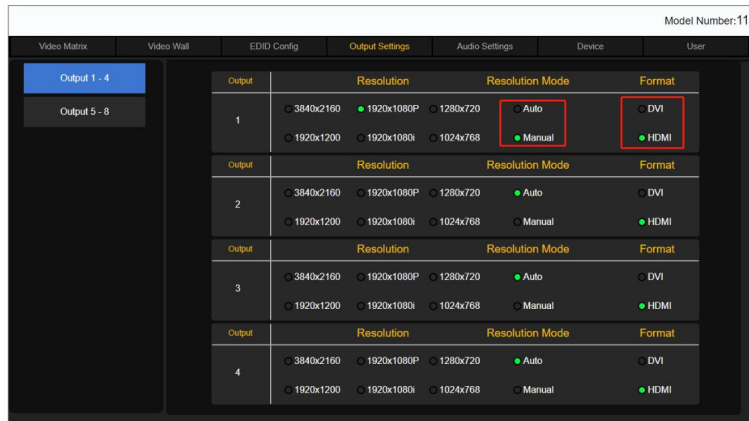 Model Number:11
Video Matrix Video Wall EDID Config Output Settings Audio Settings Device User
Output 1 - 4
Output 5 - 8
Output Resolution Resolution Mode Format
1
3840x2160 1920x1080P 1280x720 Auto DVI
1920x1200 1920x1080i 1024x768 Manual HDMI
Output Resolution Resolution Mode Format
2
3840x2160 1920x1080P 1280x720 Auto DVI
1920x1200 1920x1080i 1024x768 Manual HDMI
Output Resolution Resolution Mode Format
3
3840x2160 1920x1080P 1280x720 Auto DVI
1920x1200 1920x1080i 1024x768 Manual HDMI
Output Resolution Resolution Mode Format
4
3840x2160 1920x1080P 1280x720 Auto DVI
1920x1200 1920x1080i 1024x768 Manual HDMI